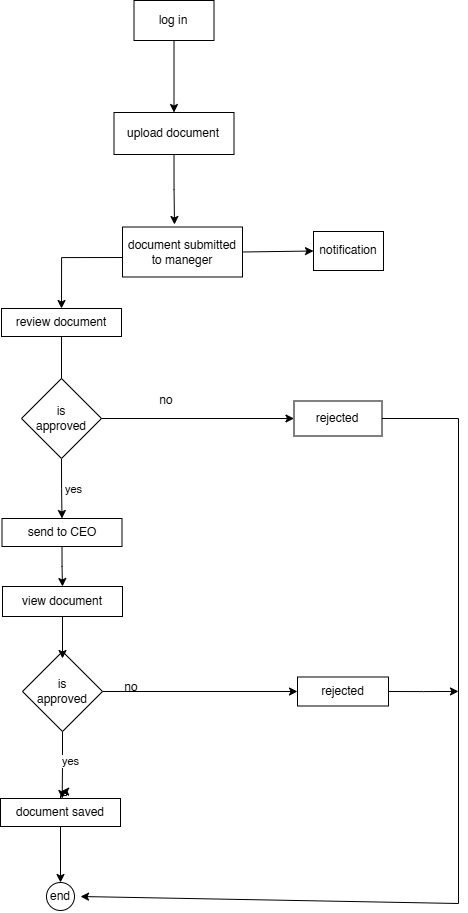 log in
upload document
document submitted
to maneger
notification
review document
is
approved
no
rejected
yes
send to CEO
view document
is
approved
no
rejected
yes
document saved
end